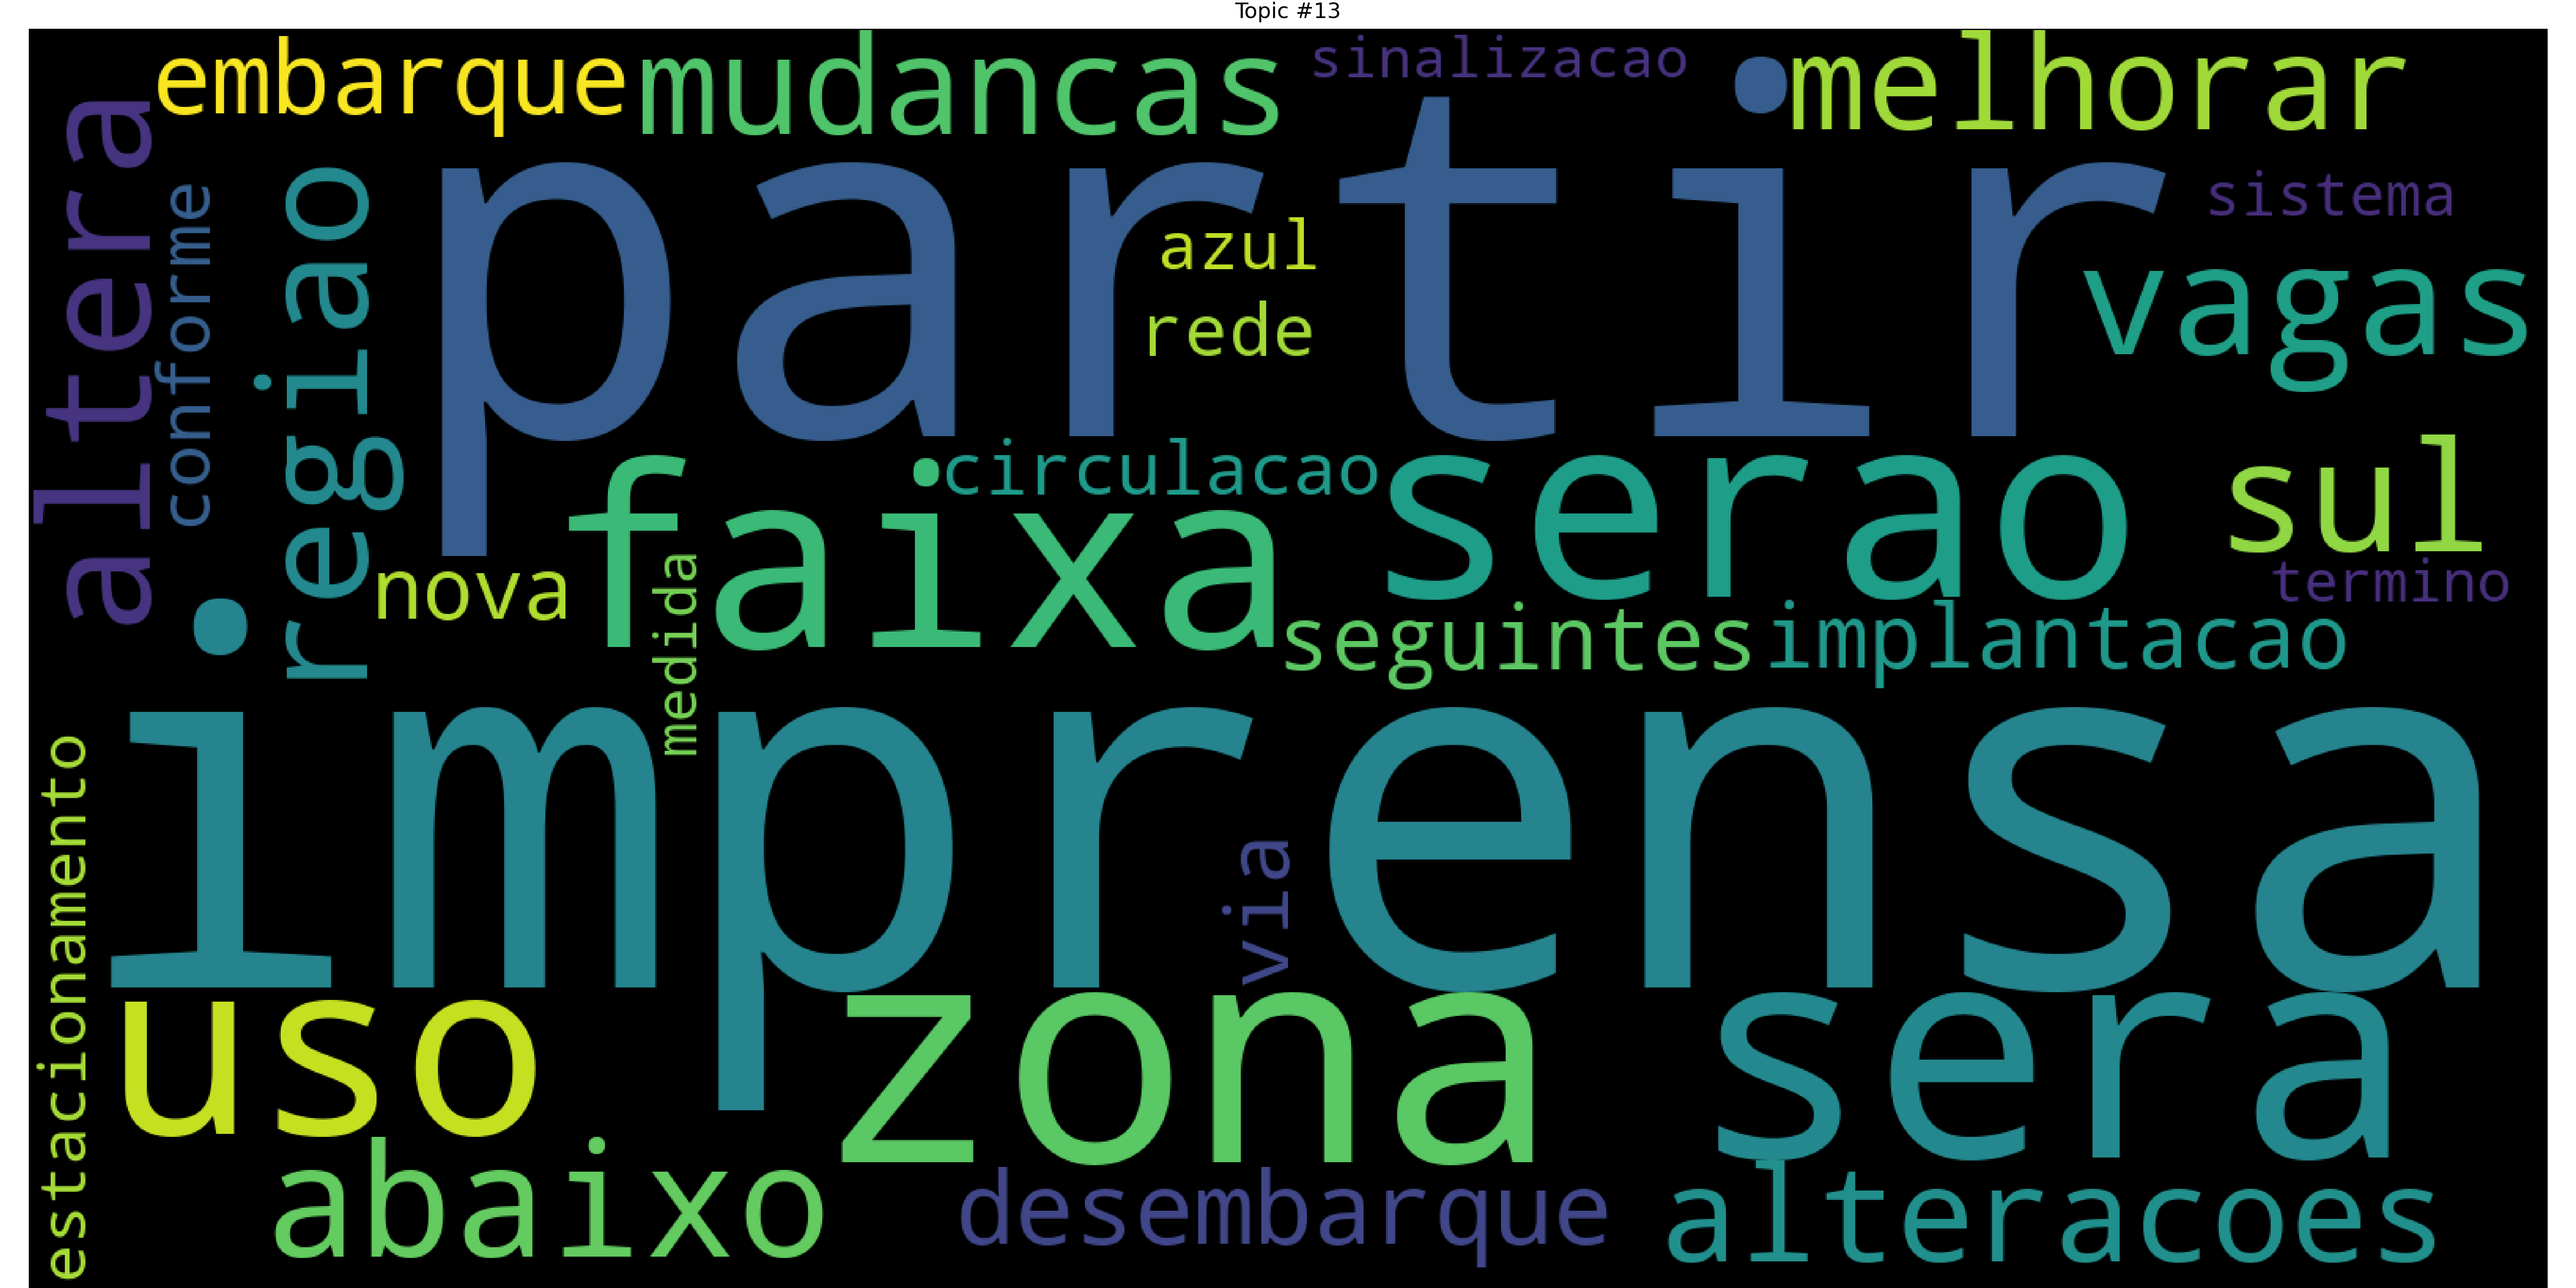 Topic #13
embarque
mudancas
sinalizacao
melhorar
altera
conforme
regiao
partir
sistema
azul
vagas
rede
circulacao
serao
sul
faixa
nova
medida
termino
seguintes
implantacao
imprensa
estacionamento
via
uso
zona
sera
abaixo
desembarque
alteracoes